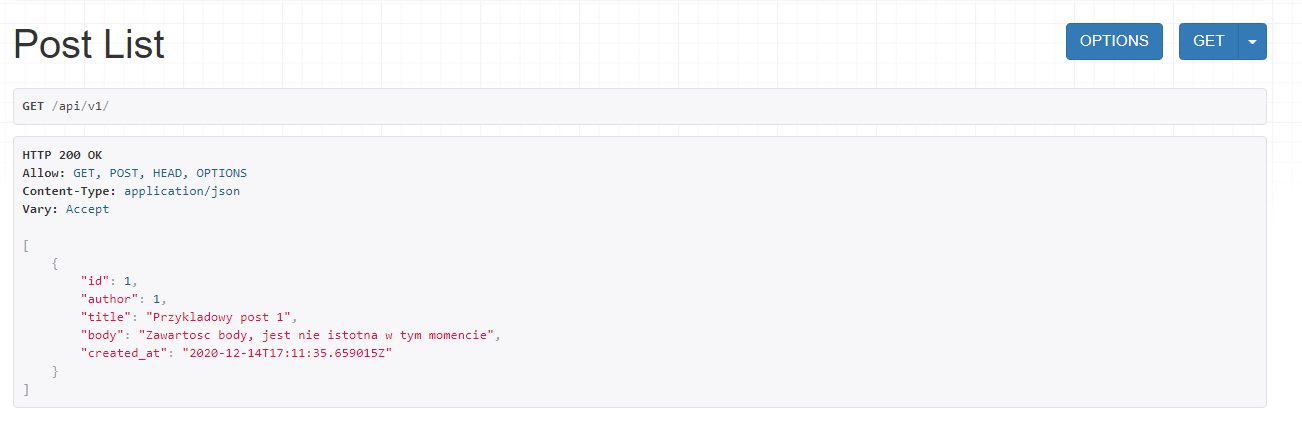 Post List
OPTIONS
GET
GET /api/v1/
HTTP 200 OK
Allow: GET, POST, HEAD, OPTIONS
Content-Type: application/json
Vary: Accept
[
    {
        "id": 1,
        "author": 1,
        "title": "Przykladowy post 1",
        "body": "Zawartosc body, jest nie istotna w tym momencie",
        "created_at": "2020-12-14T17:11:35.659015Z"
    }
]